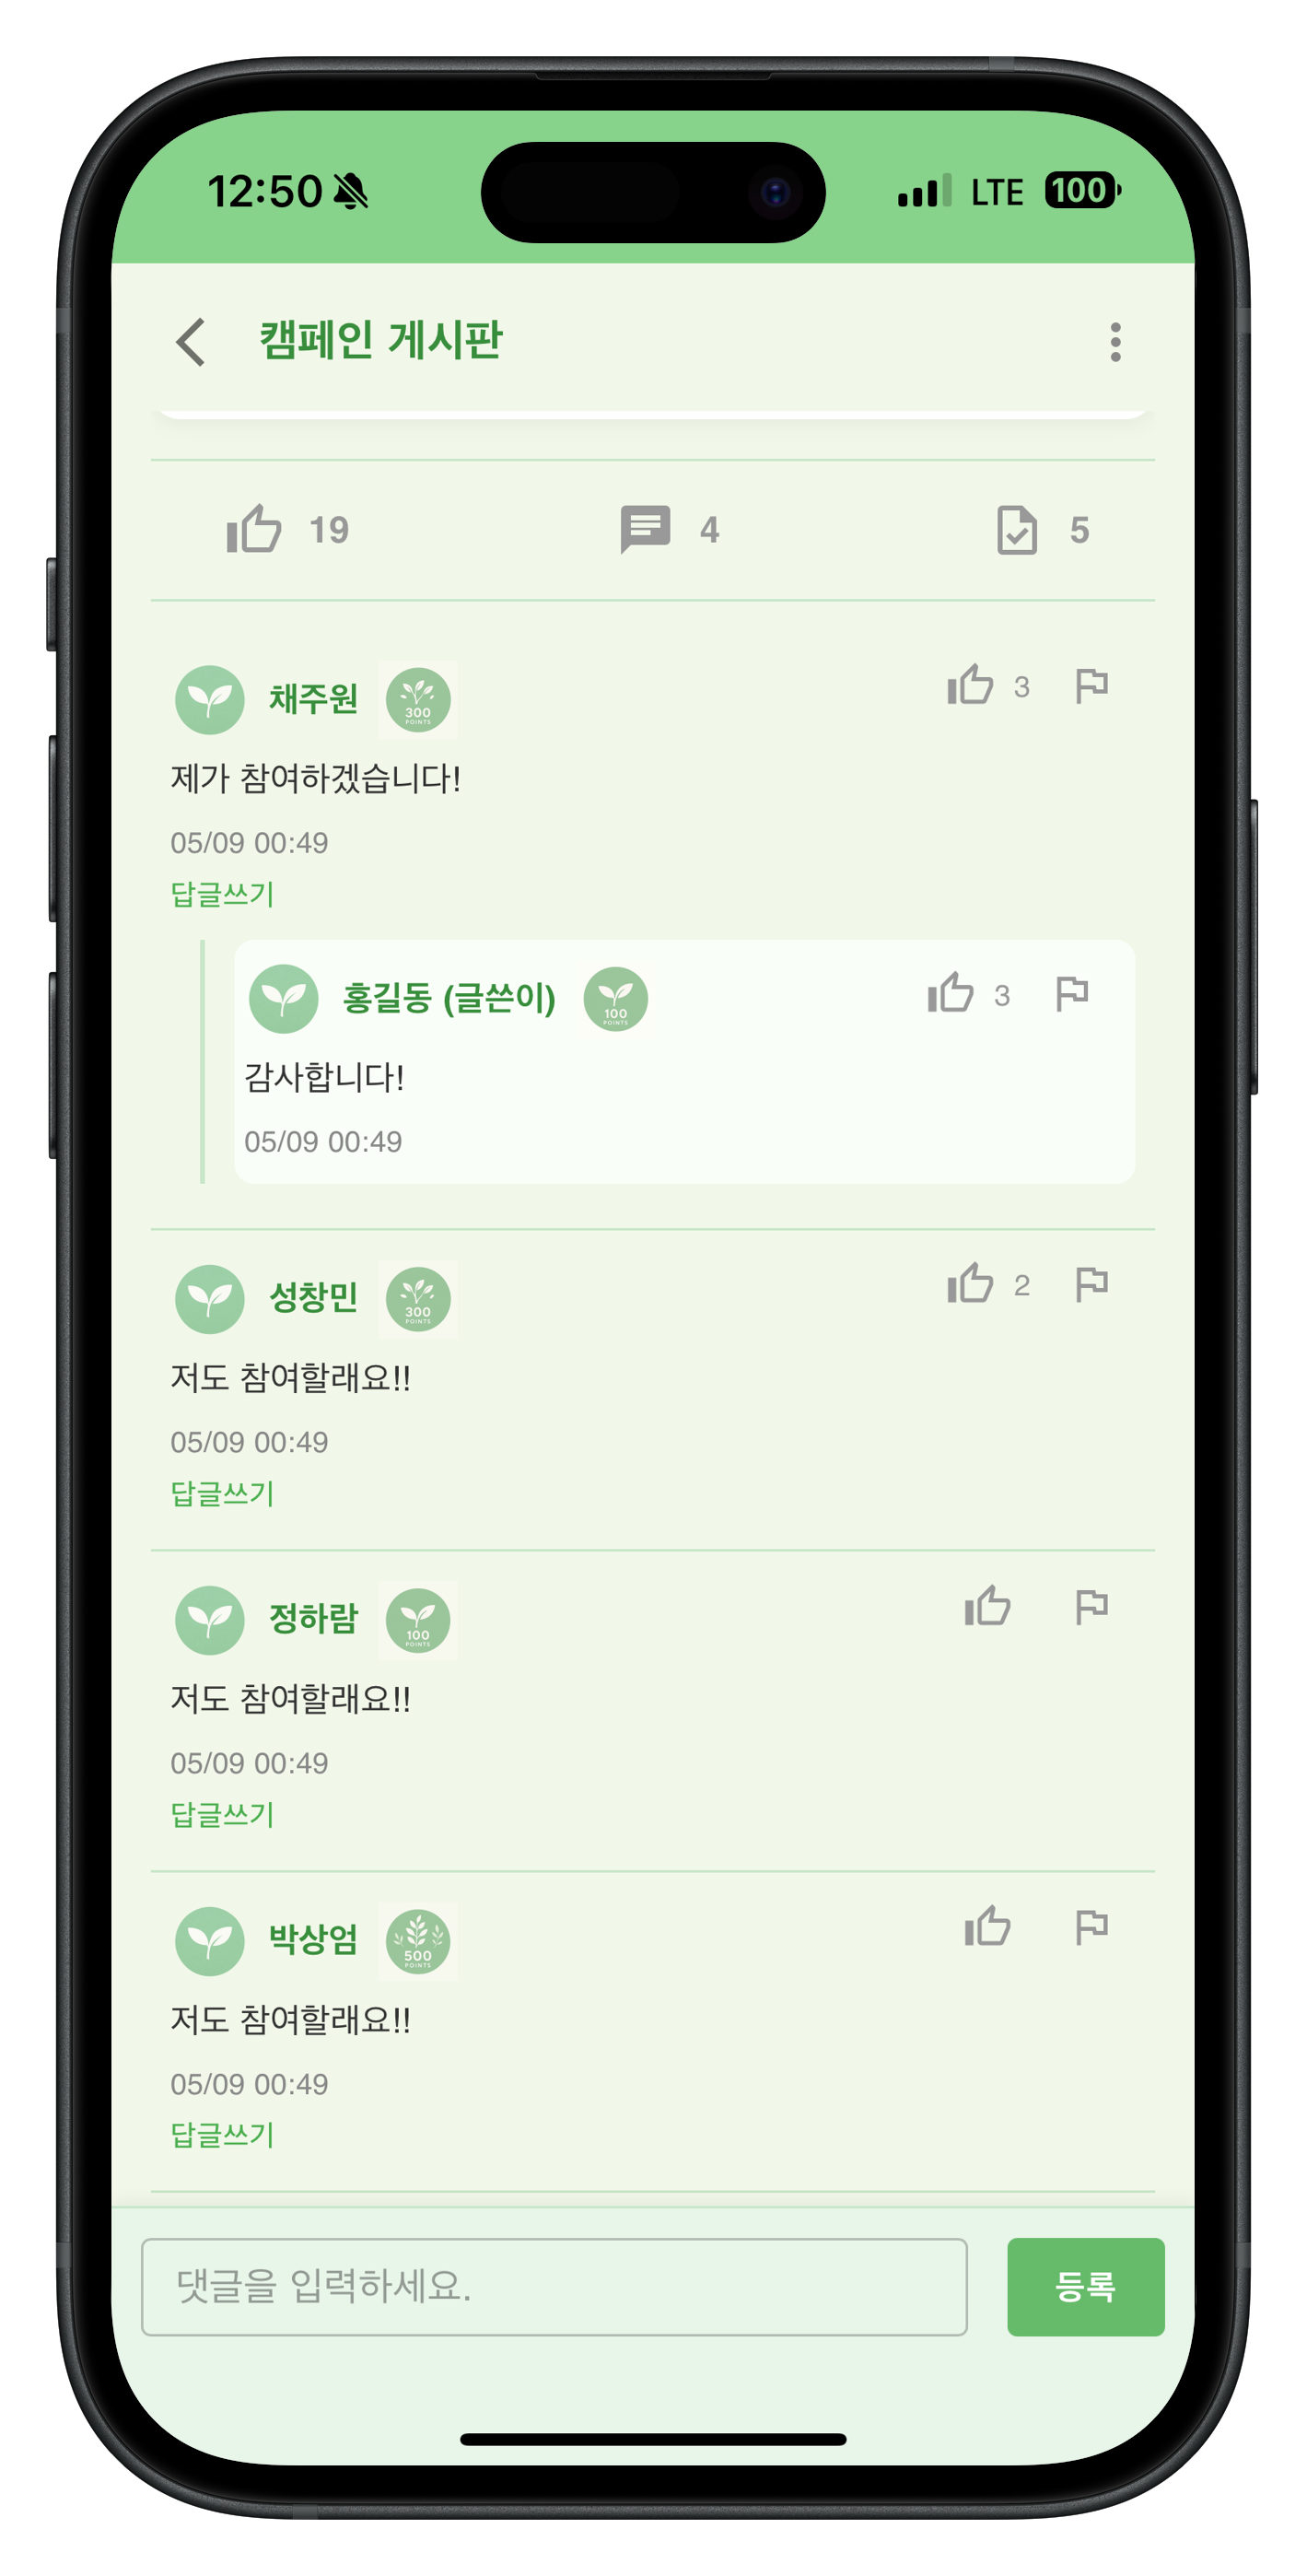 12:50 LTE 100
캠페인 게시판
19 4 5
채주원 300 POINTS 3
제가 참여하겠습니다!
05/09 00:49
답글쓰기
홍길동 (글쓴이) 100 POINTS 3
감사합니다!
05/09 00:49
성창민 300 POINTS 2
저도 참여할래요!!
05/09 00:49
답글쓰기
정하람 100 POINTS
저도 참여할래요!!
05/09 00:49
답글쓰기
박상엄 500 POINTS
저도 참여할래요!!
05/09 00:49
답글쓰기
댓글을 입력하세요. 등록